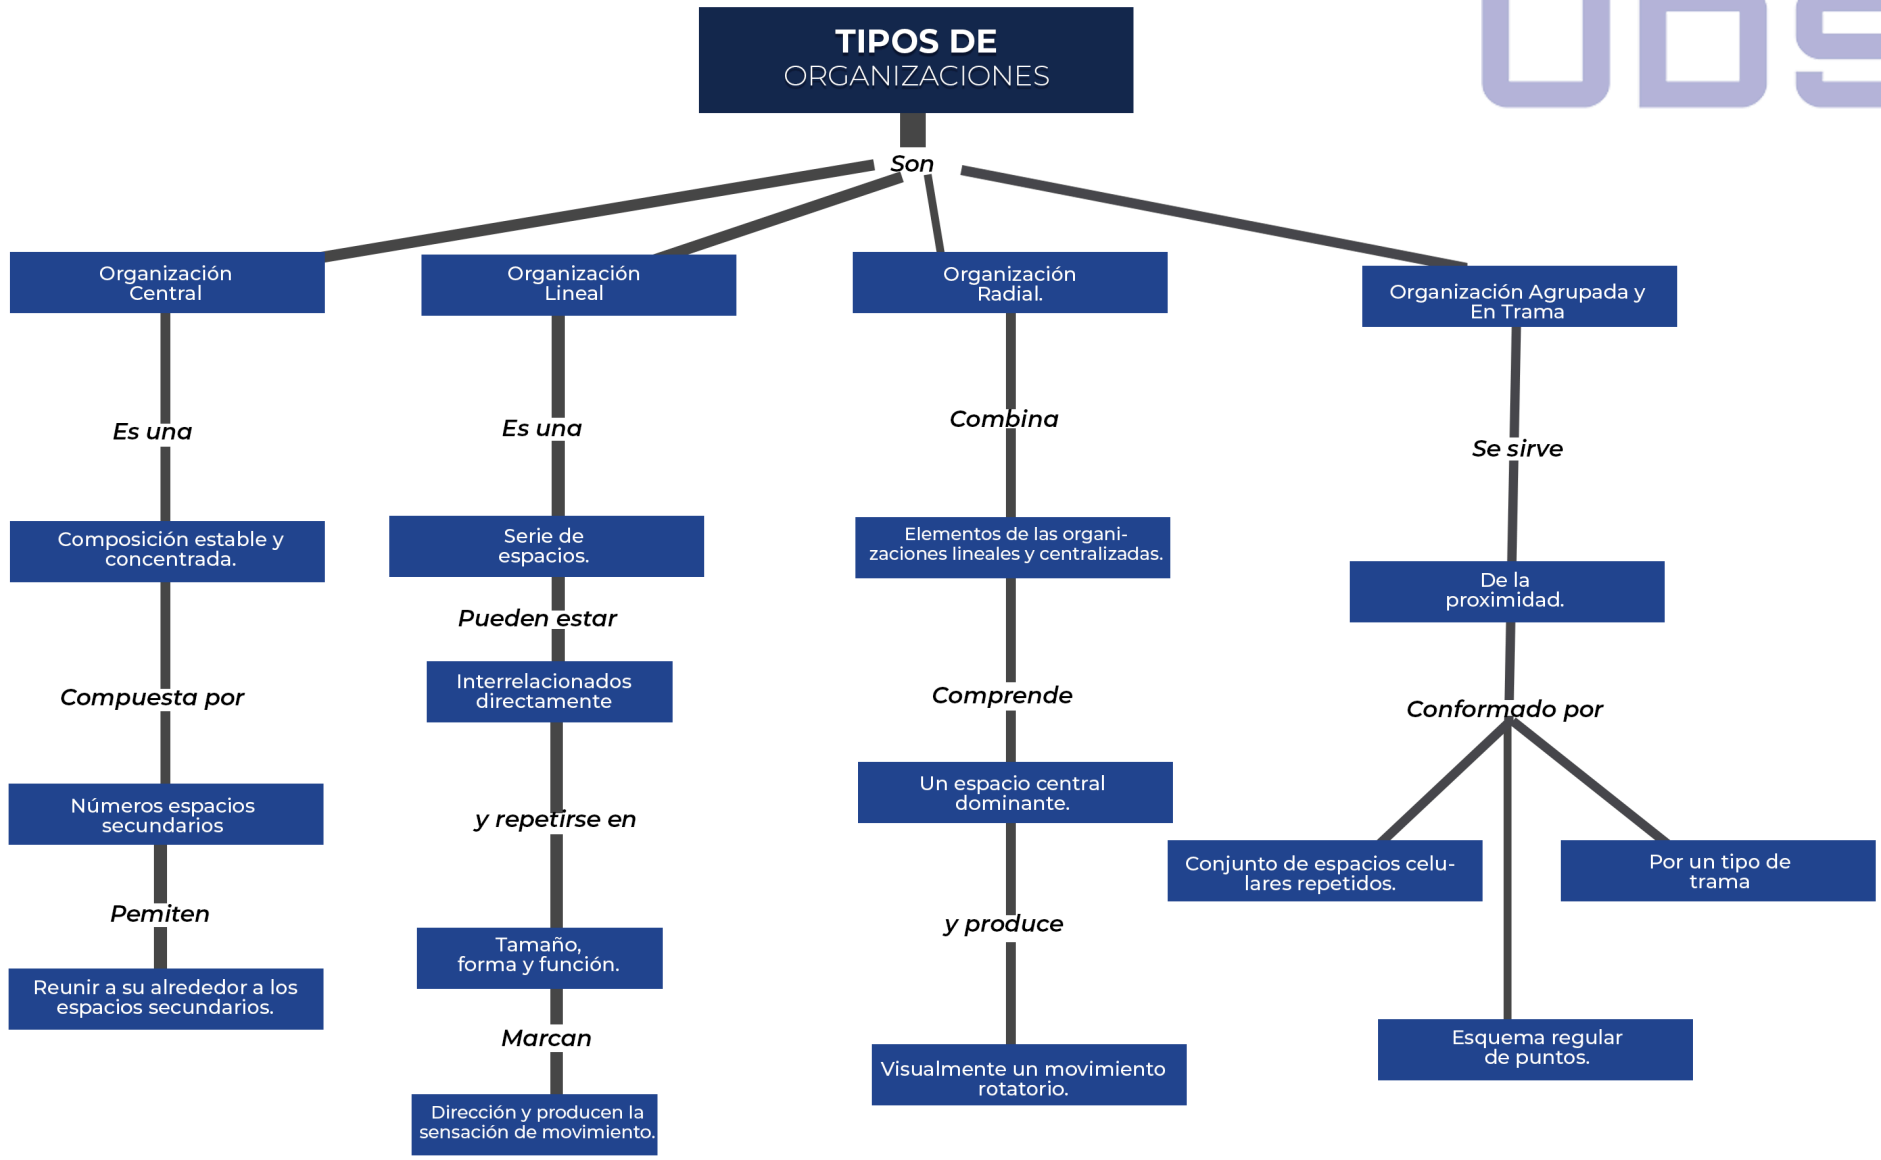 UDS
TIPOS DE
ORGANIZACIONES
Son
Organización
Central
Es una
Composición estable y
concentrada.
Compuesta por
Números espacios
secundarios
Pemiten
Reunir a su alrededor a los
espacios secundarios.
Organización
Lineal
Es una
Serie de
espacios.
Pueden estar
Interrelacionados
directamente
y repetirse en
Tamaño,
forma y función.
Marcan
Dirección y producen la
sensación de movimiento.
Organización
Radial.
Combina
Elementos de las organi-
zaciones lineales y centralizadas.
Comprende
Un espacio central
dominante.
y produce
Visualmente un movimiento
rotatorio.
Organización Agrupada y
En Trama
Se sirve
De la
proximidad.
Conformado por
Conjunto de espacios celu-
lares repetidos.
Esquema regular
de puntos.
Por un tipo de
trama